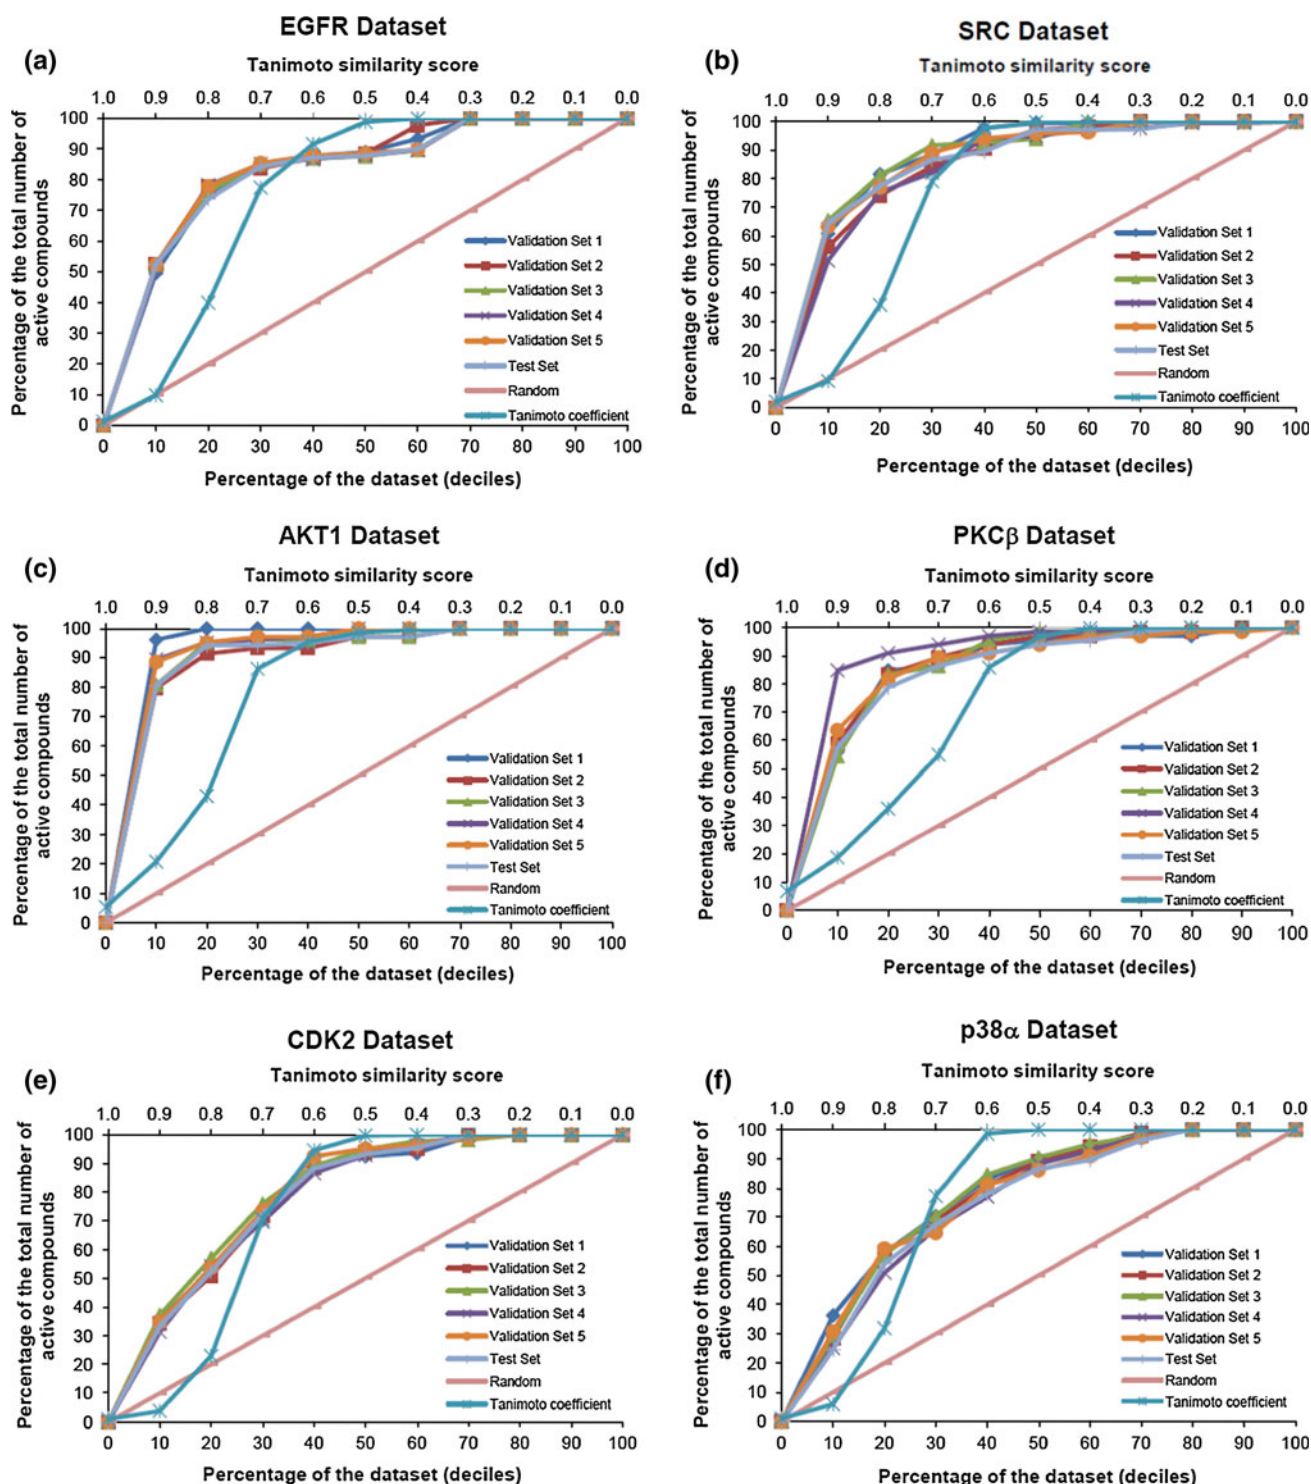 EGFR Dataset
(a)
Tanimoto similarity score
1.0 0.9 0.8 0.7 0.6 0.5 0.4 0.3 0.2 0.1 0.0
Percentage of the total number of
active compounds
100
90
80
70
60
50
40
30
20
10
0
Validation Set 1
Validation Set 2
Validation Set 3
Validation Set 4
Validation Set 5
Test Set
Random
Tanimoto coefficient
0 10 20 30 40 50 60 70 80 90 100
Percentage of the dataset (deciles)
SRC Dataset
(b)
Tanimoto similarity score
1.0 0.9 0.8 0.7 0.6 0.5 0.4 0.3 0.2 0.1 0.0
Percentage of the total number of
active compounds
100
90
80
70
60
50
40
30
20
10
0
Validation Set 1
Validation Set 2
Validation Set 3
Validation Set 4
Validation Set 5
Test Set
Random
Tanimoto coefficient
0 10 20 30 40 50 60 70 80 90 100
Percentage of the dataset (deciles)
AKT1 Dataset
(c)
Tanimoto similarity score
1.0 0.9 0.8 0.7 0.6 0.5 0.4 0.3 0.2 0.1 0.0
Percentage of the total number of
active compounds
100
90
80
70
60
50
40
30
20
10
0
Validation Set 1
Validation Set 2
Validation Set 3
Validation Set 4
Validation Set 5
Test Set
Random
Tanimoto coefficient
0 10 20 30 40 50 60 70 80 90 100
Percentage of the dataset (deciles)
PKCβ Dataset
(d)
Tanimoto similarity score
1.0 0.9 0.8 0.7 0.6 0.5 0.4 0.3 0.2 0.1 0.0
Percentage of the total number of
active compounds
100
90
80
70
60
50
40
30
20
10
0
Validation Set 1
Validation Set 2
Validation Set 3
Validation Set 4
Validation Set 5
Test Set
Random
Tanimoto coefficient
0 10 20 30 40 50 60 70 80 90 100
Percentage of the dataset (deciles)
CDK2 Dataset
(e)
Tanimoto similarity score
1.0 0.9 0.8 0.7 0.6 0.5 0.4 0.3 0.2 0.1 0.0
Percentage of the total number of
active compounds
100
90
80
70
60
50
40
30
20
10
0
Validation Set 1
Validation Set 2
Validation Set 3
Validation Set 4
Validation Set 5
Test Set
Random
Tanimoto coefficient
0 10 20 30 40 50 60 70 80 90 100
Percentage of the dataset (deciles)
p38α Dataset
(f)
Tanimoto similarity score
1.0 0.9 0.8 0.7 0.6 0.5 0.4 0.3 0.2 0.1 0.0
Percentage of the total number of
active compounds
100
90
80
70
60
50
40
30
20
10
0
Validation Set 1
Validation Set 2
Validation Set 3
Validation Set 4
Validation Set 5
Test Set
Random
Tanimoto coefficient
0 10 20 30 40 50 60 70 80 90 100
Percentage of the dataset (deciles)